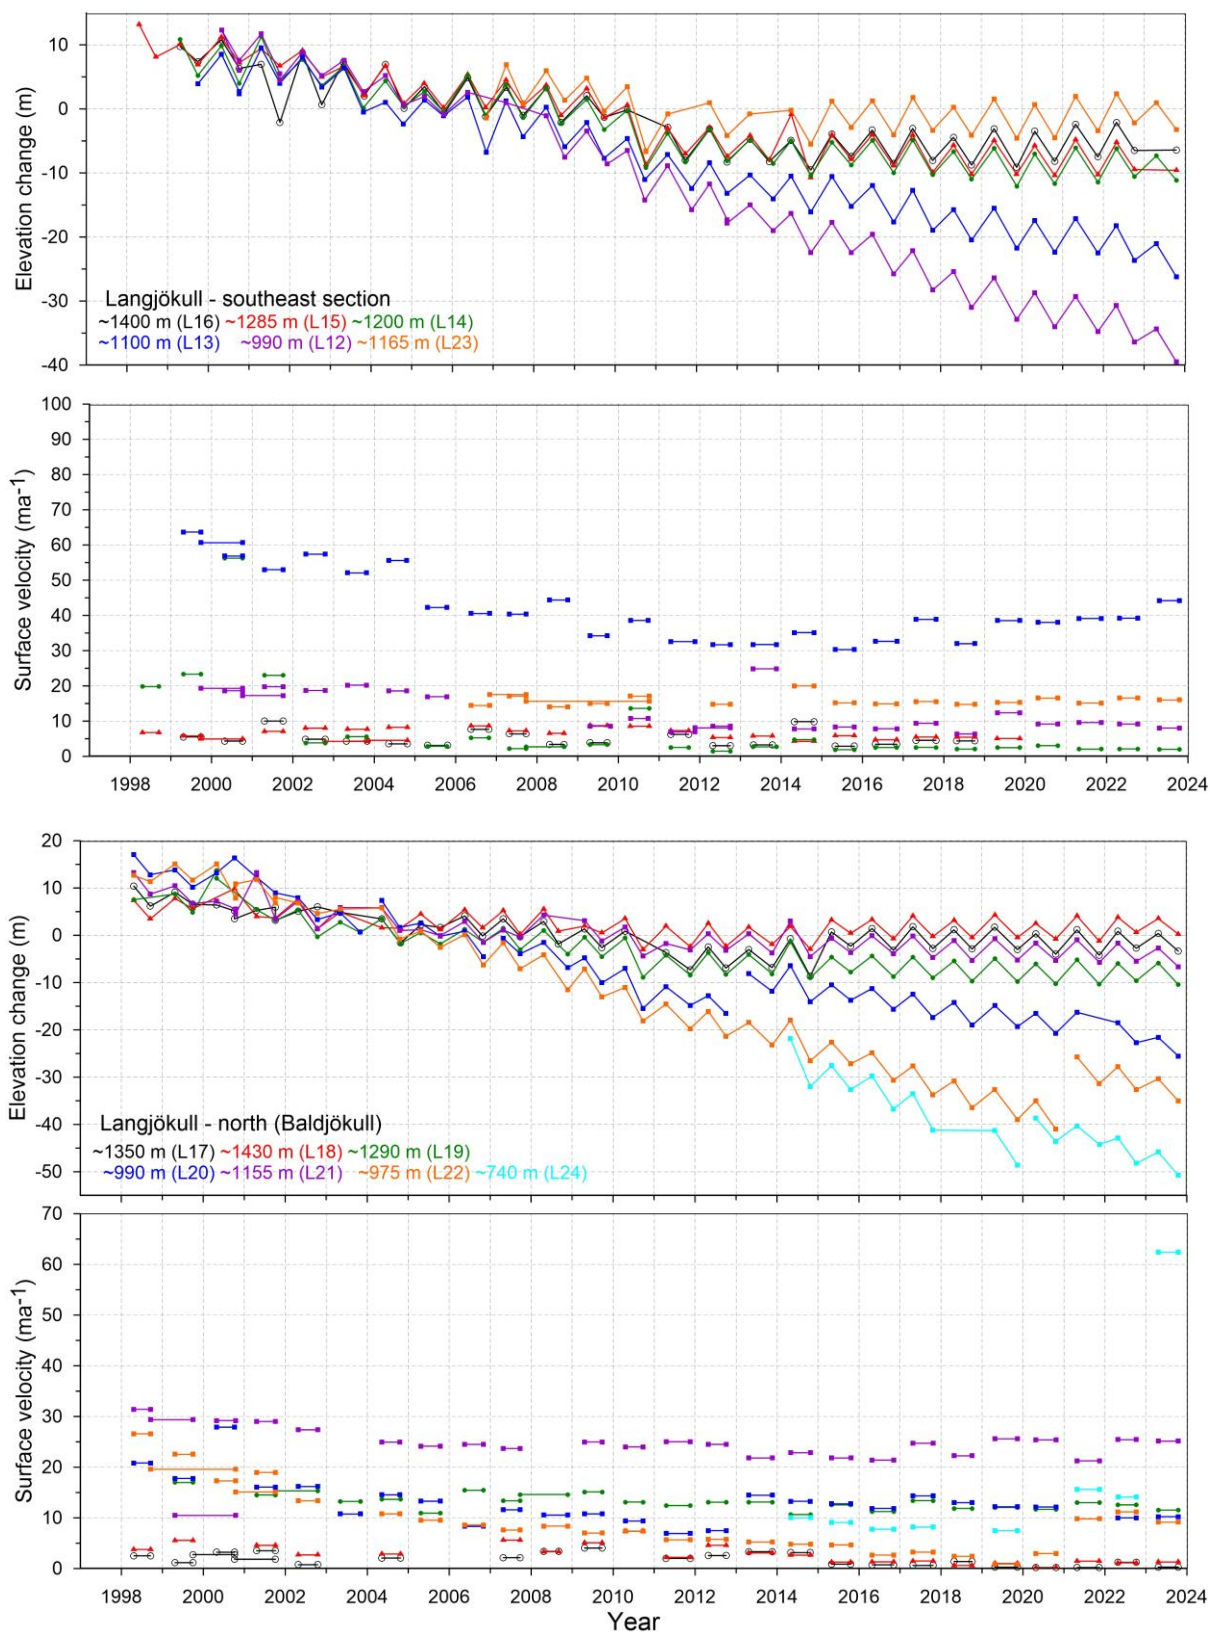 10
0
-10
-20
-30
-40
Elevation change (m)
Langjökull - southeast section
~1400 m (L16) ~1285 m (L15) ~1200 m (L14)
~1100 m (L13) ~990 m (L12) ~1165 m (L23)
100
90
80
70
60
50
40
30
20
10
0
Surface velocity (ma-1)
1998 2000 2002 2004 2006 2008 2010 2012 2014 2016 2018 2020 2022 2024
20
10
0
-10
-20
-30
-40
-50
Elevation change (m)
Langjökull - north (Baldjökull)
~1350 m (L17) ~1430 m (L18) ~1290 m (L19)
~990 m (L20) ~1155 m (L21) ~975 m (L22) ~740 m (L24)
70
60
50
40
30
20
10
0
Surface velocity (ma-1)
1998 2000 2002 2004 2006 2008 2010 2012 2014 2016 2018 2020 2022 2024
Year